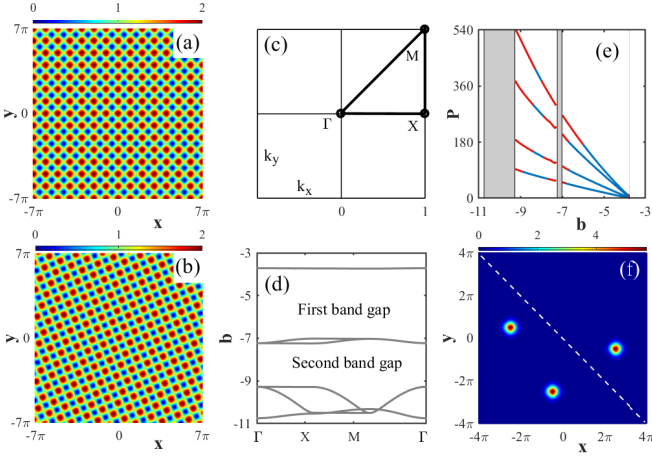 0 1 2
(a)
7π
0
-7π
y
-7π 0 7π
x
0 1 2
(b)
7π
0
-7π
y
-7π 0 7π
x
(c)
M
Γ X
k_y
k_x
0 1
(d)
-3
-5
-7
-9
-11
b
First band gap
Second band gap
Γ X M Γ
(e)
540
360
180
0
P
-11 -9 -7 -5 -3
b
0 2 4
(f)
4π
2π
0
-2π
-4π
y
-4π -2π 0 2π 4π
x